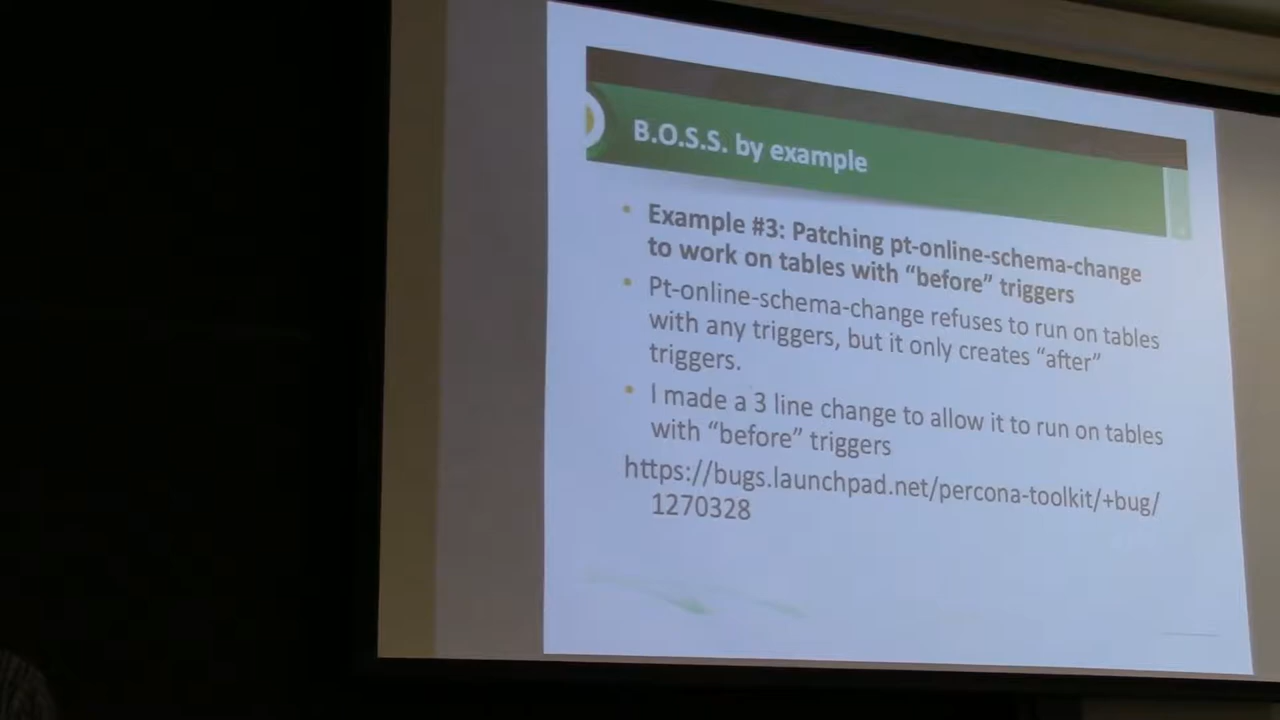 B.O.S.S. by example
• Example #3: Patching pt-online-schema-change
to work on tables with “before” triggers
• Pt-online-schema-change refuses to run on tables
with any triggers, but it only creates “after”
triggers.
• I made a 3 line change to allow it to run on tables
with “before” triggers
https://bugs.launchpad.net/percona-toolkit/+bug/
1270328